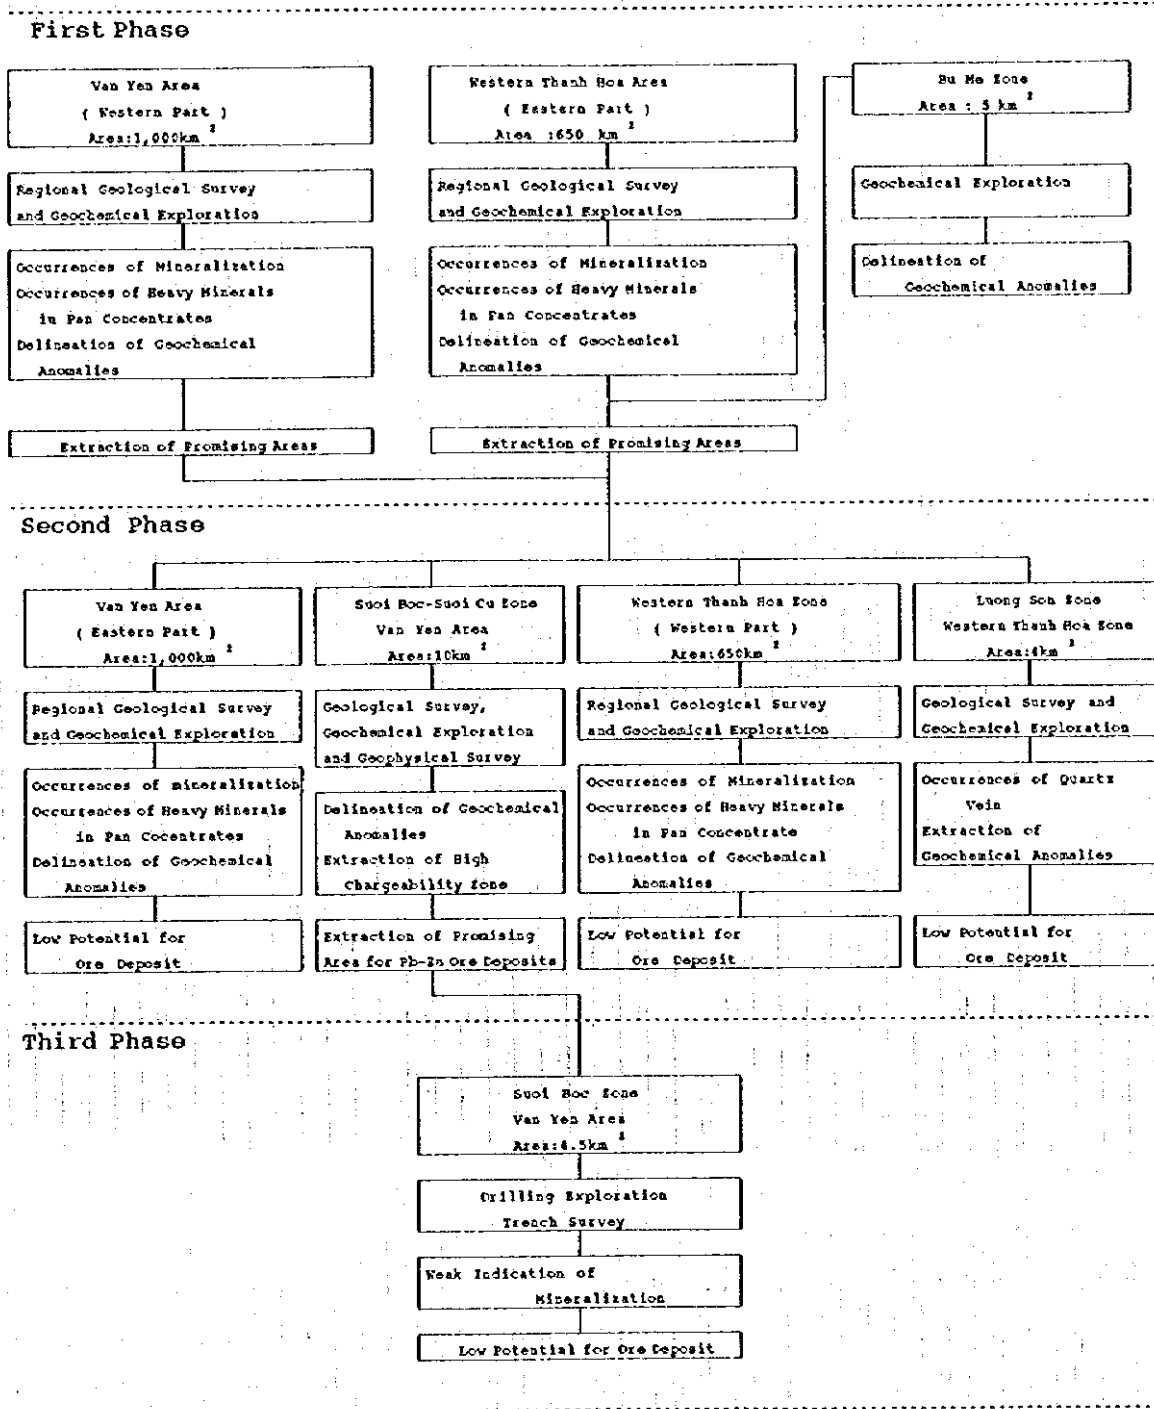 First Phase
Van Yen Area
( Western Part )
Area:1,000km 2
Regional Geological Survey
and Geochemical Exploration
Occurrences of Mineralization
Occurrences of Heavy Minerals
in Pan Concentrates
Delineation of Geochemical
Anomalies
Extraction of Promising Areas
Western Thanh Hoa Area
( Eastern Part )
Area :650 km 2
Regional Geological Survey
and Geochemical Exploration
Occurrences of Mineralization
Occurrences of Heavy Minerals
in Pan Concentrates
Delineation of Geochemical
Anomalies
Extraction of Promising Areas
Bu Me Zone
Area : 5 km 2
Geochemical Exploration
Delineation of
Geochemical Anomalies
Second Phase
Van Yen Area
( Eastern Part )
Area:1,000km 2
Regional Geological Survey
and Geochemical Exploration
Occurrences of mineralization
Occurrences of Heavy Minerals
in Pan Cocentrates
Delineation of Geochemical
Anomalies
Low Potential for
Ore Deposit
Suoi Boc-Suoi Cu Zone
Van Yen Area
Area:10km 2
Geological Survey,
Geochemical Exploration
and Geophysical Survey
Delineation of Geochemical
Anomalies
Extraction of High
Chargeability Zone
Extraction of Promising
Area for Pb-Zn Ore Deposits
Western Thanh Hoa Zone
( Western Part )
Area:650km 2
Regional Geological Survey
and Geochemical Exploration
Occurrences of Mineralization
Occurrences of Heavy Minerals
in Pan Concentrate
Delineation of Geochemical
Anomalies
Low Potential for
Ore Deposit
Luong Son Zone
Western Thanh Hoa Zone
Area:4km 2
Geological Survey and
Geochemical Exploration
Occurrences of Quartz
Vein
Extraction of
Geochemical Anomalies
Low Potential for
Ore Deposit
Third Phase
Suoi Boc Zone
Van Yen Area
Area:4.5km 2
Drilling Exploration
Trench Survey
Weak Indication of
Mineralization
Low Potential for Ore Deposit